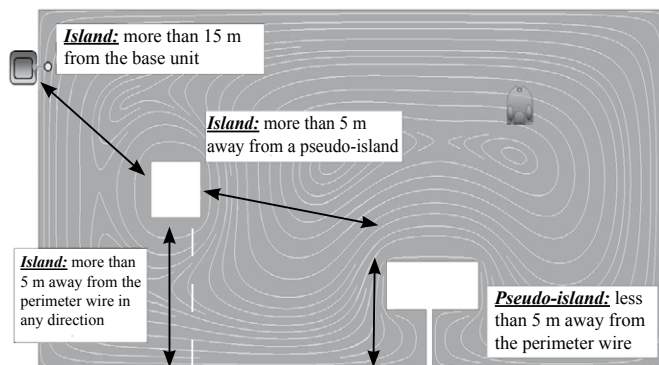 Island: more than 15 m
from the base unit
Island: more than 5 m
away from a pseudo-island
Island: more than
5 m away from the
perimeter wire in
any direction
Pseudo-island: less
than 5 m away from
the perimeter wire